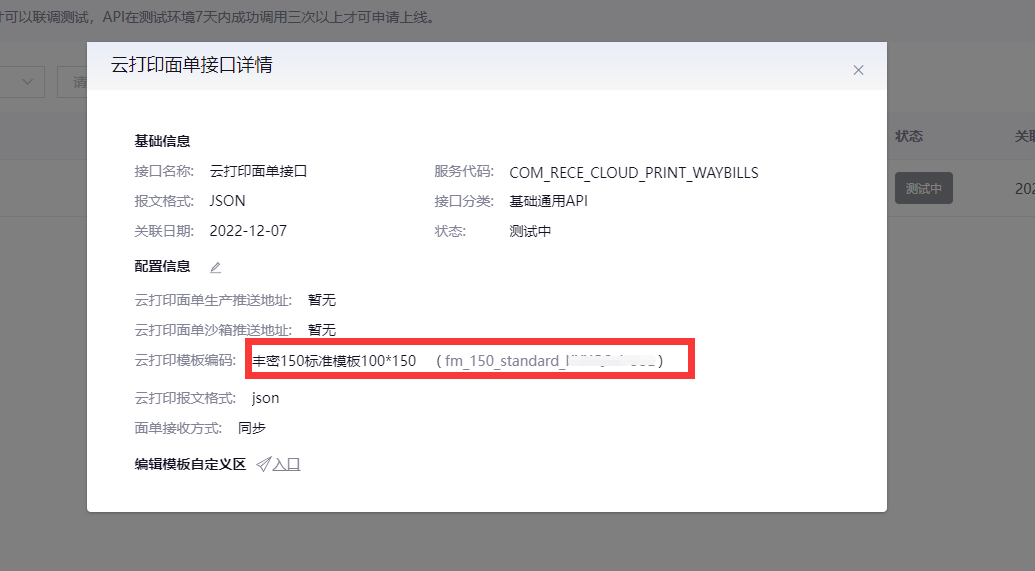 可以联调测试，API在测试环境7天内成功调用三次以上才可申请上线。
云打印面单接口详情
请
基础信息
状态
关联
接口名称: 云打印面单接口
服务代码: COM_RECE_CLOUD_PRINT_WAYBILLS
报文格式: JSON
接口分类: 基础通用API
测试中
202
关联日期: 2022-12-07
状态: 测试中
配置信息
云打印面单生产推送地址: 暂无
云打印面单沙箱推送地址: 暂无
云打印模板编码: 丰密150标准模板100*150 ( fm_150_standard_ )
云打印报文格式: json
面单接收方式: 同步
编辑模板自定义区 入口